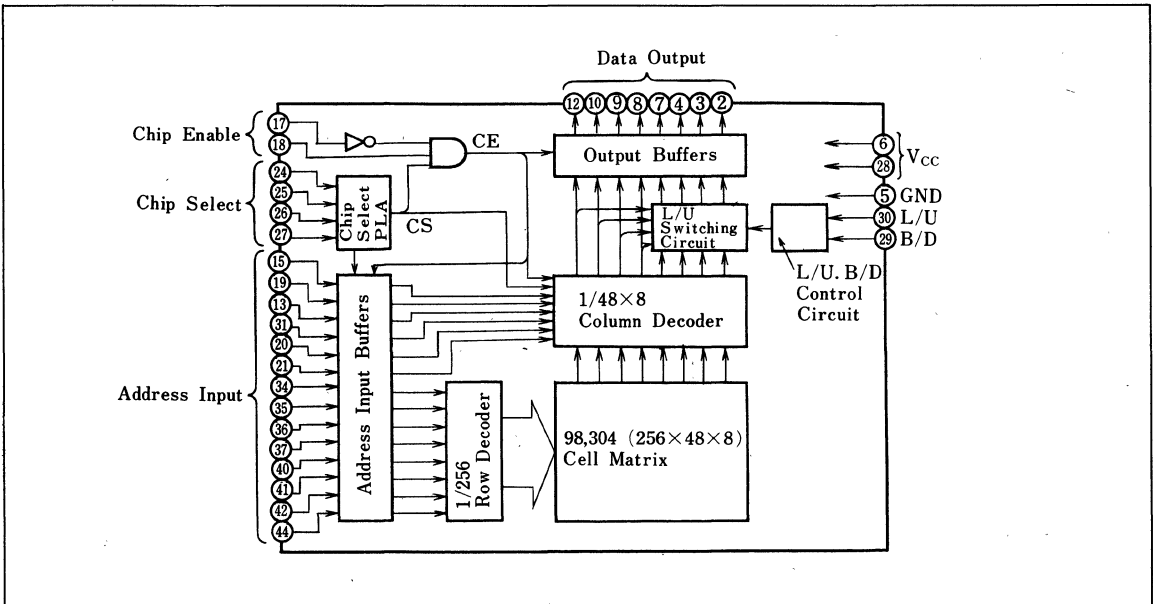 Data Output
12 10 9 8 7 4 3 2
Chip Enable
17
18
CE
Output Buffers
6
28
VCC
Chip Select
24
25
26
27
Chip Select PLA
CS
L/U
Switching
Circuit
5 GND
30 L/U
29 B/D
L/U. B/D
Control
Circuit
Address Input
15
19
13
31
20
21
34
35
36
37
40
41
42
44
Address Input Buffers
1/48×8
Column Decoder
1/256
Row Decoder
98,304 (256×48×8)
Cell Matrix